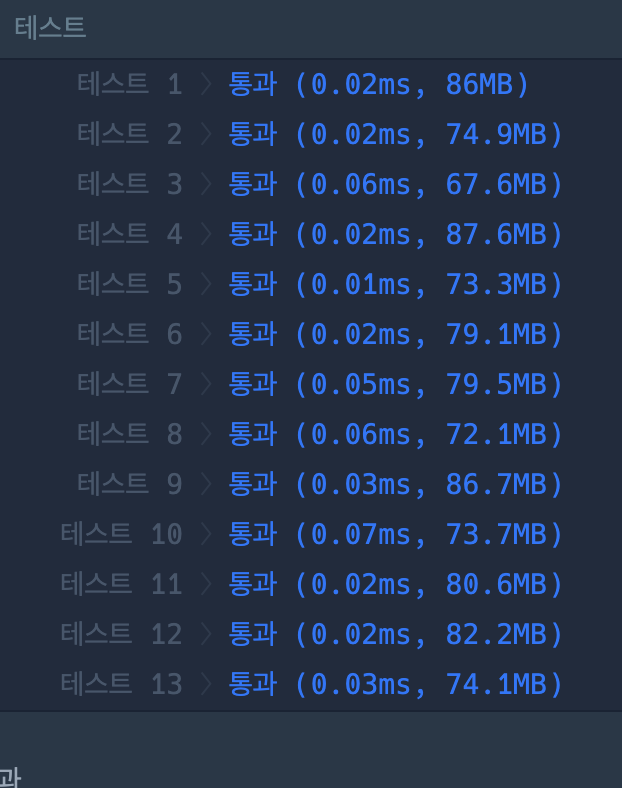 테스트
테스트 1 〉 통과 (0.02ms, 86MB)
테스트 2 〉 통과 (0.02ms, 74.9MB)
테스트 3 〉 통과 (0.06ms, 67.6MB)
테스트 4 〉 통과 (0.02ms, 87.6MB)
테스트 5 〉 통과 (0.01ms, 73.3MB)
테스트 6 〉 통과 (0.02ms, 79.1MB)
테스트 7 〉 통과 (0.05ms, 79.5MB)
테스트 8 〉 통과 (0.06ms, 72.1MB)
테스트 9 〉 통과 (0.03ms, 86.7MB)
테스트 10 〉 통과 (0.07ms, 73.7MB)
테스트 11 〉 통과 (0.02ms, 80.6MB)
테스트 12 〉 통과 (0.02ms, 82.2MB)
테스트 13 〉 통과 (0.03ms, 74.1MB)
과